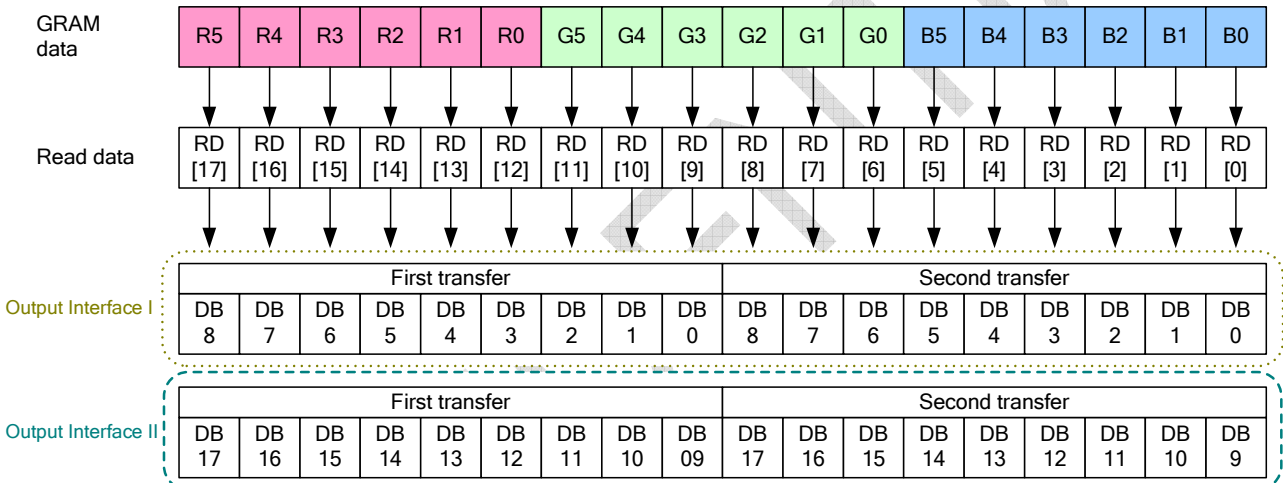 GRAM data
R5 R4 R3 R2 R1 R0 G5 G4 G3 G2 G1 G0 B5 B4 B3 B2 B1 B0
Read data
RD RD RD RD RD RD RD RD RD RD RD RD RD RD RD RD RD RD
[17] [16] [15] [14] [13] [12] [11] [10] [9] [8] [7] [6] [5] [4] [3] [2] [1] [0]
First transfer Second transfer
Output Interface I
DB DB DB DB DB DB DB DB DB DB DB DB DB DB DB DB DB DB
8 7 6 5 4 3 2 1 0 8 7 6 5 4 3 2 1 0
First transfer Second transfer
Output Interface II
DB DB DB DB DB DB DB DB DB DB DB DB DB DB DB DB DB DB
17 16 15 14 13 12 11 10 09 17 16 15 14 13 12 11 10 9